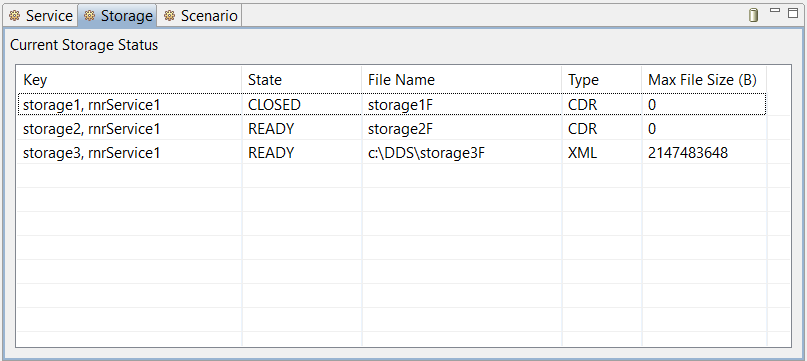 Service Storage Scenario
Current Storage Status
Key State File Name Type Max File Size (B)
storage1, rnrService1 CLOSED storage1F CDR 0
storage2, rnrService1 READY storage2F CDR 0
storage3, rnrService1 READY c:\DDS\storage3F XML 2147483648